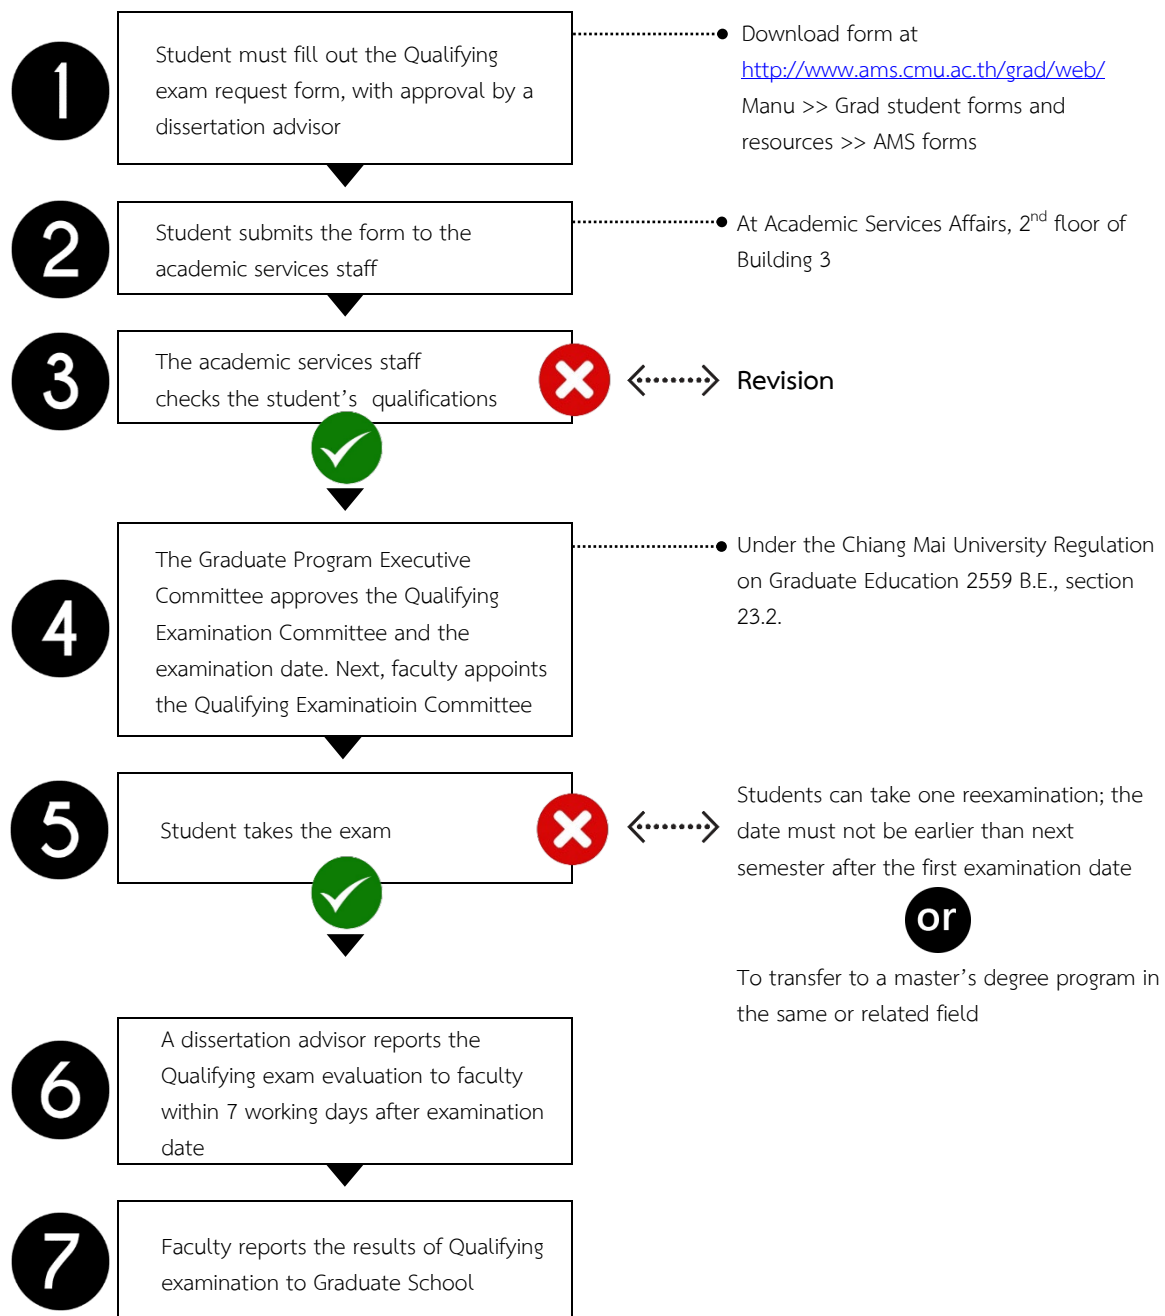 1
Student must fill out the Qualifying
exam request form, with approval by a
dissertation advisor
Download form at
http://www.ams.cmu.ac.th/grad/web/
Manu >> Grad student forms and
resources >> AMS forms
2
Student submits the form to the
academic services staff
At Academic Services Affairs, 2nd floor of
Building 3
3
The academic services staff
checks the student's  qualifications
Revision
4
The Graduate Program Executive
Committee approves the Qualifying
Examination Committee and the
examination date. Next, faculty appoints
the Qualifying Examinatioin Committee
Under the Chiang Mai University Regulation
on Graduate Education 2559 B.E., section
23.2.
5
Student takes the exam
Students can take one reexamination; the
date must not be earlier than next
semester after the first examination date
or
To transfer to a master's degree program in
the same or related field
6
A dissertation advisor reports the
Qualifying exam evaluation to faculty
within 7 working days after examination
date
7
Faculty reports the results of Qualifying
examination to Graduate School